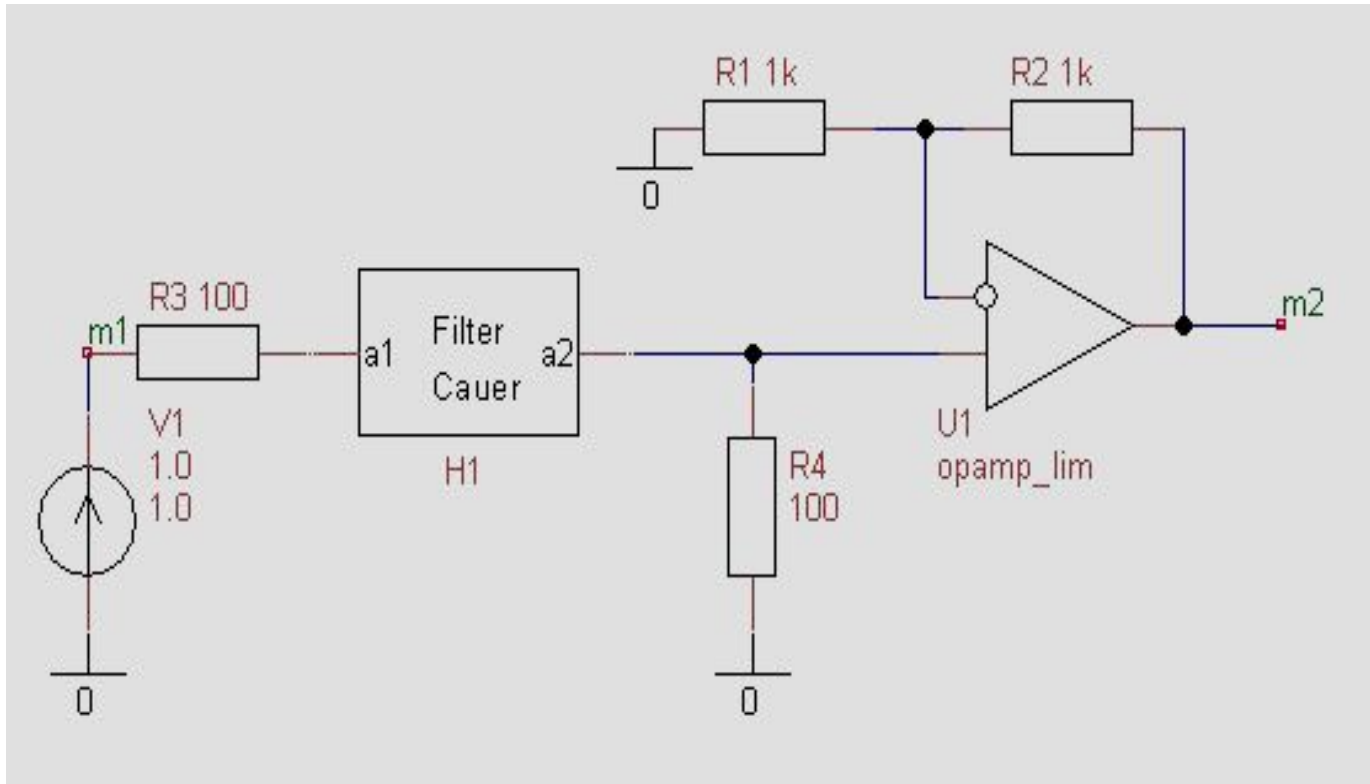 R1 1k
R2 1k
0
R3 100
m1
Filter
a1
a2
Cauer
m2
V1
1.0
1.0
H1
U1
opamp_lim
R4
100
0
0